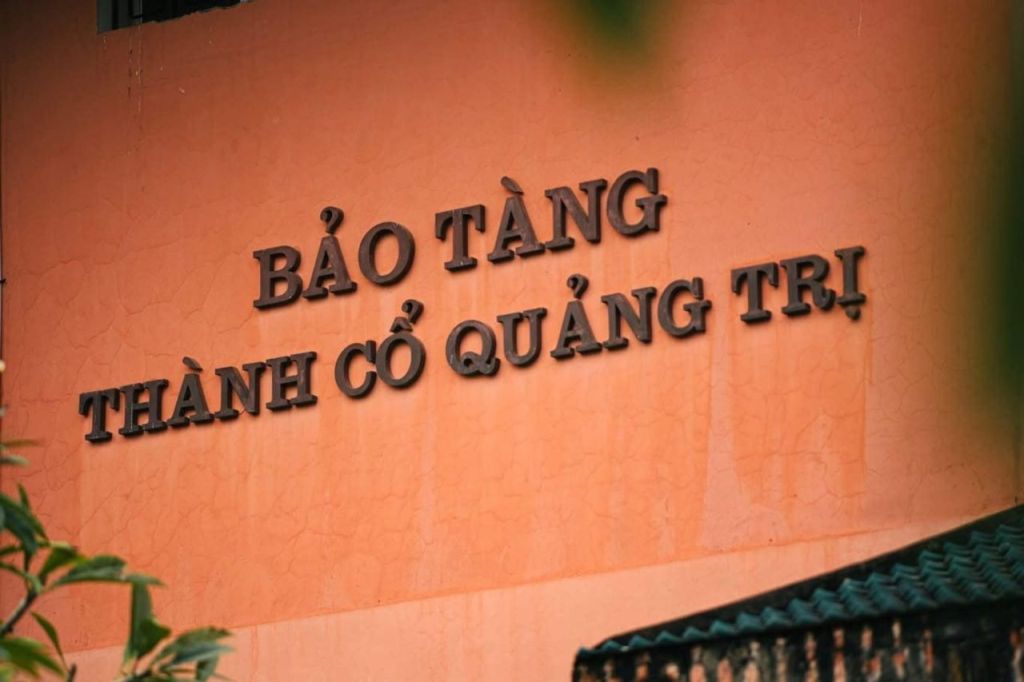 BẢO TÀNG
THÀNH CỔ QUẢNG TRỊ